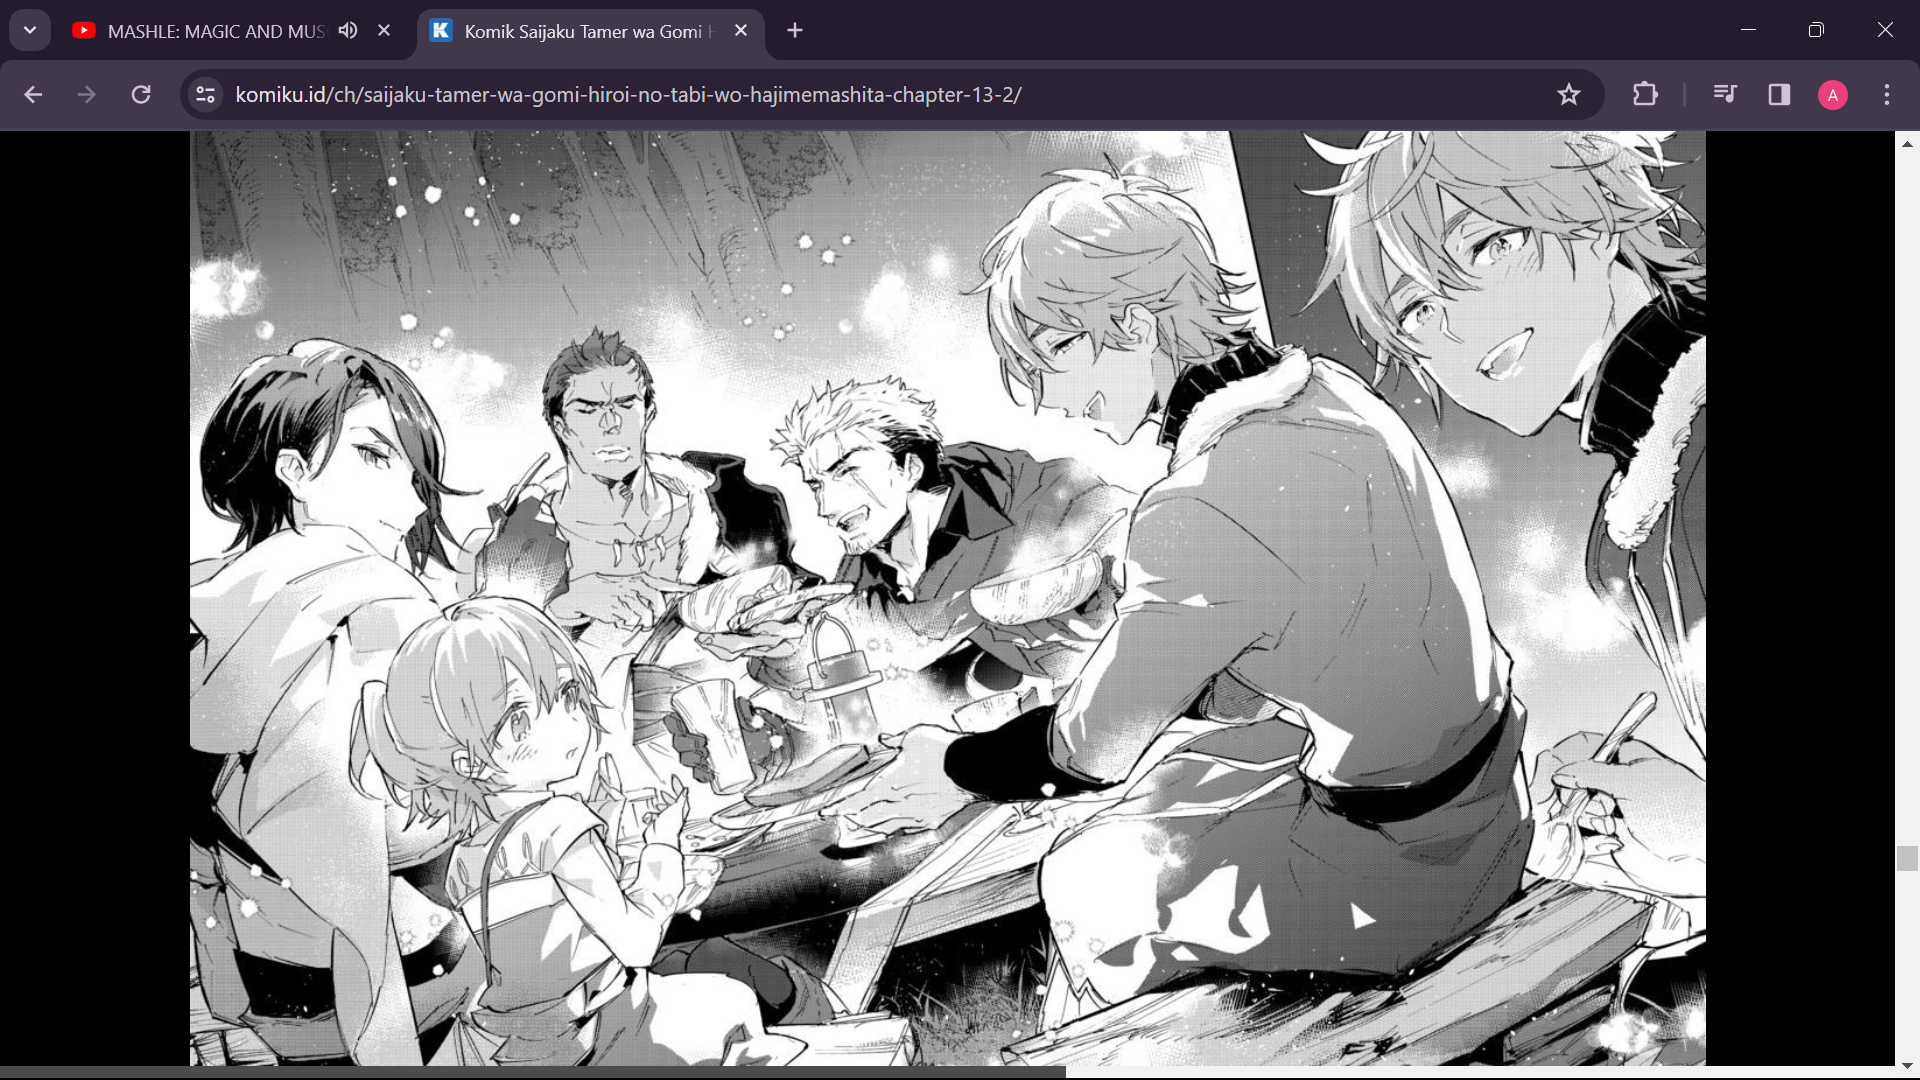 MASHLE: MAGIC AND MUS
Komik Saijaku Tamer wa Gomi H
komiku.id/ch/saijaku-tamer-wa-gomi-hiroi-no-tabi-wo-hajimemashita-chapter-13-2/
A